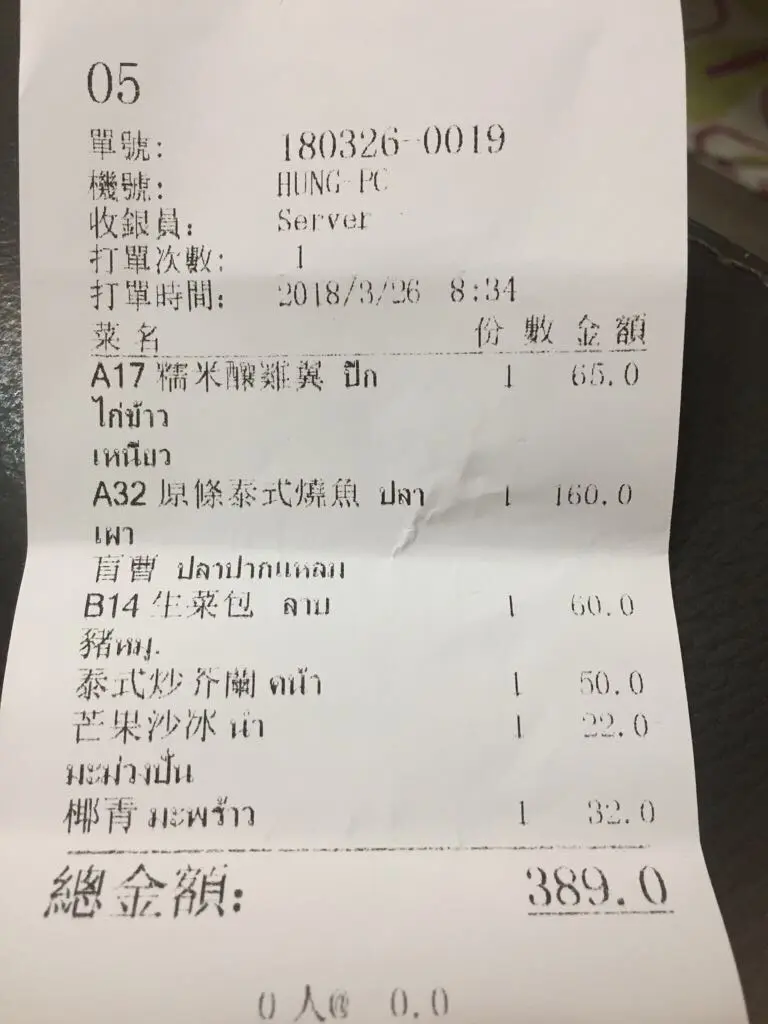 05
單號: 180326-0019
機號: HUNG-PC
收銀員: Server
打單次數: 1
打單時間: 2018/3/26 8:34
菜名 份數 金額
A17 糯米釀雞翼 ปีก 1 65.0
ไก่ข้าว
เหนียว
A32 原條泰式燒魚 ปลา 1 160.0
เผา
盲曹 ปลาปากแหลม
B14 生菜包 ลาบ 1 60.0
豬หมู.
泰式炒芥蘭 คน้า 1 50.0
芒果沙冰 น้ำ 1 22.0
มะม่วงปั่น
椰青 มะพร้าว 1 32.0
總金額: 389.0
0 人@ 0.0